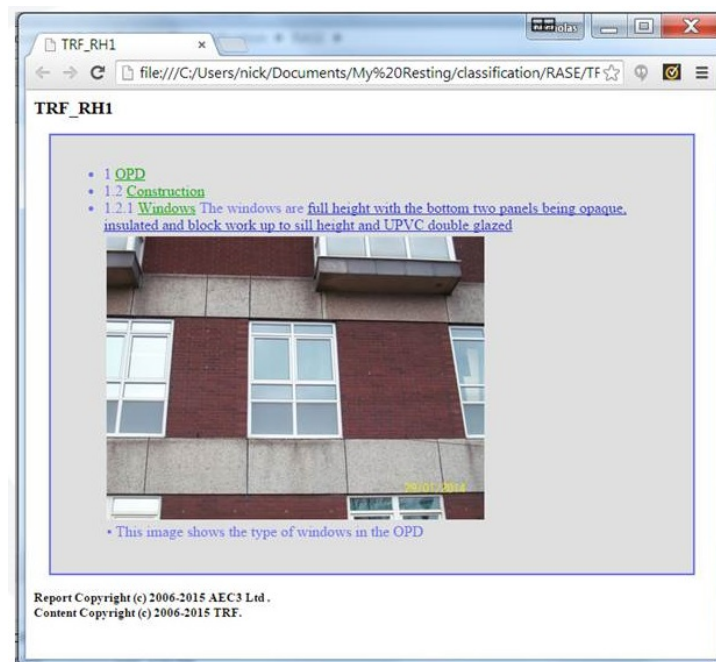 TRF_RH1
file:///C:/Users/nick/Documents/My%20Resting/classification/RASE/TF
TRF_RH1
• 1 OPD
• 1.2 Construction
• 1.2.1 Windows The windows are full height with the bottom two panels being opaque,
insulated and block work up to sill height and UPVC double glazed
29/01/2014
• This image shows the type of windows in the OPD
Report Copyright (c) 2006-2015 AEC3 Ltd .
Content Copyright (c) 2006-2015 TRF.